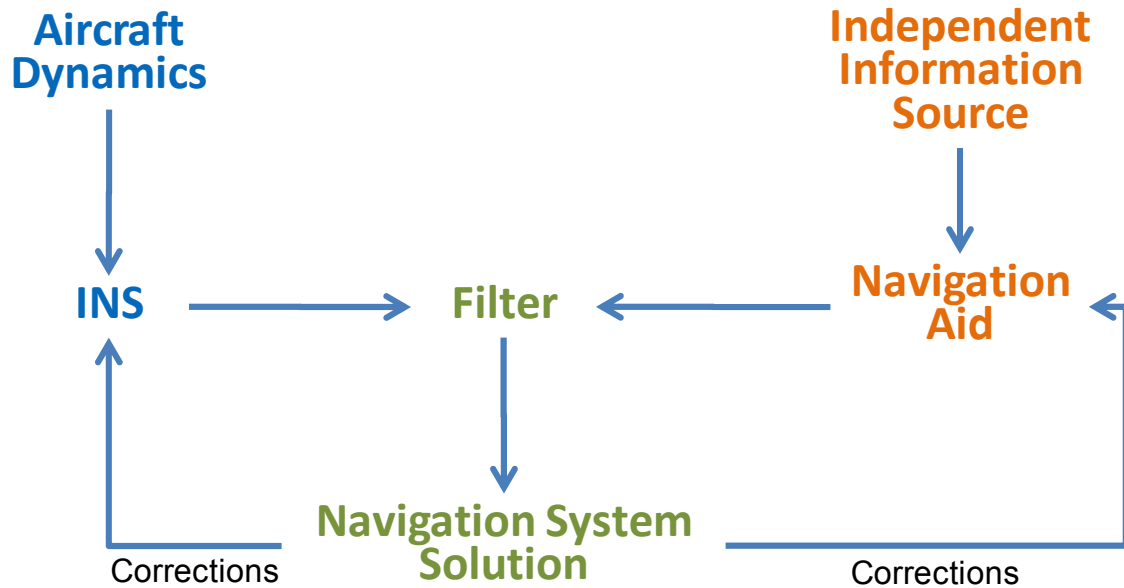 Aircraft
Dynamics
Independent
Information
Source
INS
Filter
Navigation
Aid
Navigation System
Solution
Corrections
Corrections